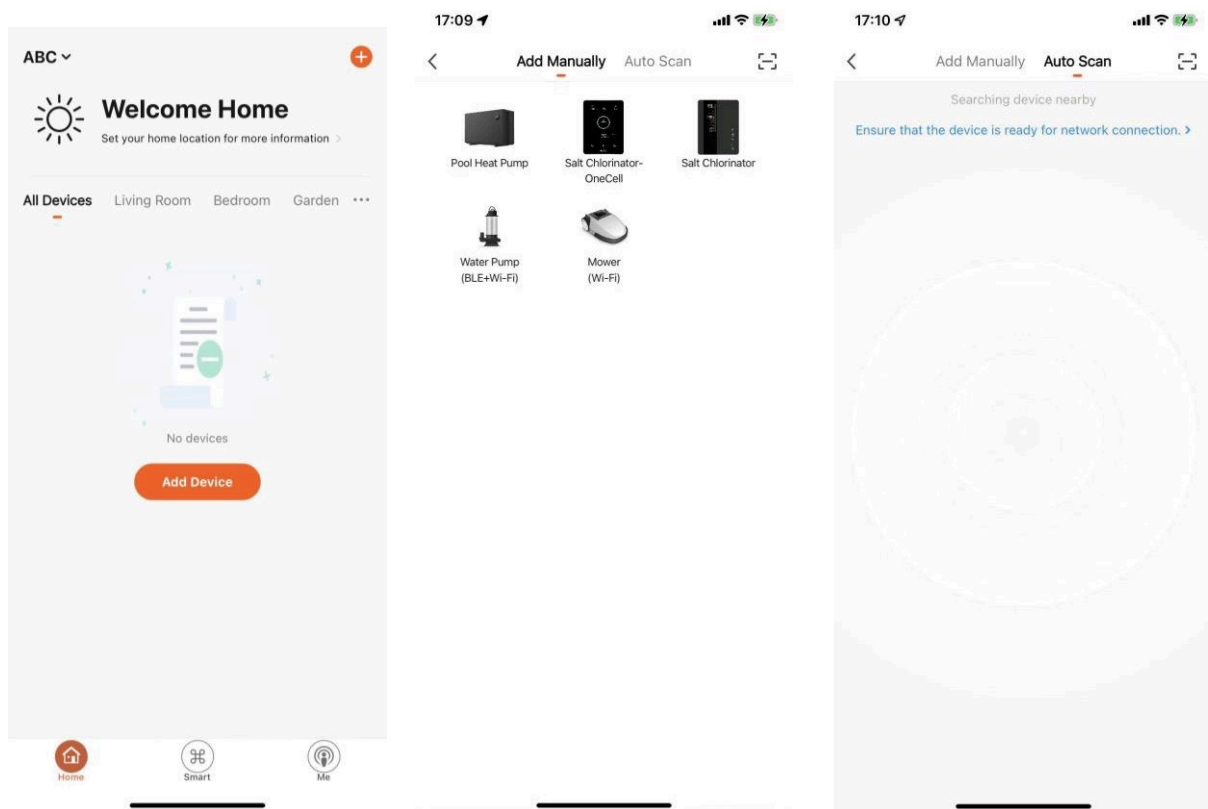 ABC
Welcome Home
Set your home location for more information
All Devices Living Room Bedroom Garden ...
No devices
Add Device
Home Smart Me
17:09
Add Manually Auto Scan
Pool Heat Pump Salt Chlorinator- Salt Chlorinator
OneCell
Water Pump Mower
(BLE+Wi-Fi) (Wi-Fi)
17:10
Add Manually Auto Scan
Searching device nearby
Ensure that the device is ready for network connection. >